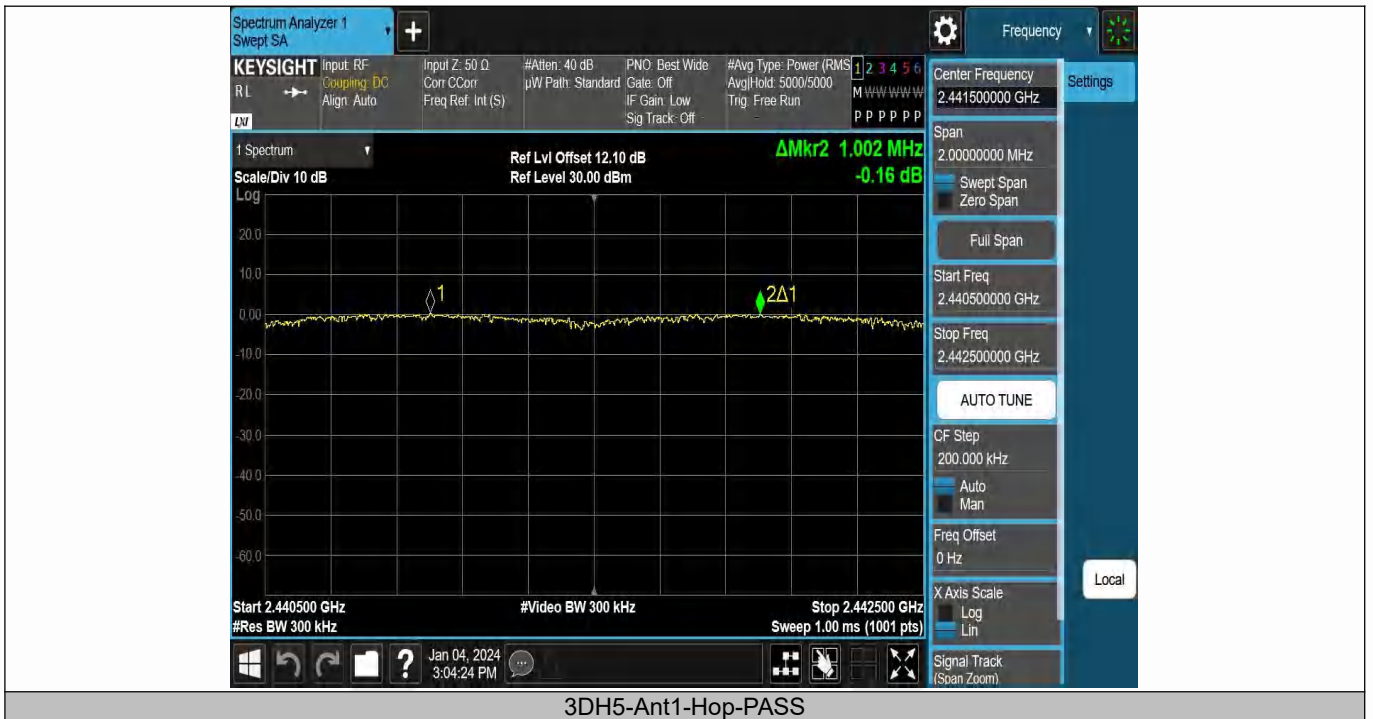 Spectrum Analyzer 1
Swept SA
+
Frequency
KEYSIGHT
RL
LXI
Input: RF
Coupling: DC
Align: Auto
Input Z: 50 Ω
Corr CCorr
Freq Ref: Int (S)
#Atten: 40 dB
µW Path: Standard
PNO: Best Wide
Gate: Off
IF Gain: Low
Sig Track: Off
#Avg Type: Power (RMS
Avg|Hold: 5000/5000
Trig: Free Run
1 2 3 4 5 6
M W W W W W
P P P P P P
1 Spectrum
Scale/Div 10 dB
Ref Lvl Offset 12.10 dB
Ref Level 30.00 dBm
ΔMkr2 1.002 MHz
-0.16 dB
Log
20.0
10.0
0.00
-10.0
-20.0
-30.0
-40.0
-50.0
-60.0
1
2Δ1
Start 2.440500 GHz
#Res BW 300 kHz
#Video BW 300 kHz
Stop 2.442500 GHz
Sweep 1.00 ms (1001 pts)
?
Jan 04, 2024
3:04:24 PM
Center Frequency
2.441500000 GHz
Settings
Span
2.00000000 MHz
Swept Span
Zero Span
Full Span
Start Freq
2.440500000 GHz
Stop Freq
2.442500000 GHz
AUTO TUNE
CF Step
200.000 kHz
Auto
Man
Freq Offset
0 Hz
Local
X Axis Scale
Log
Lin
Signal Track
(Span Zoom)
3DH5-Ant1-Hop-PASS